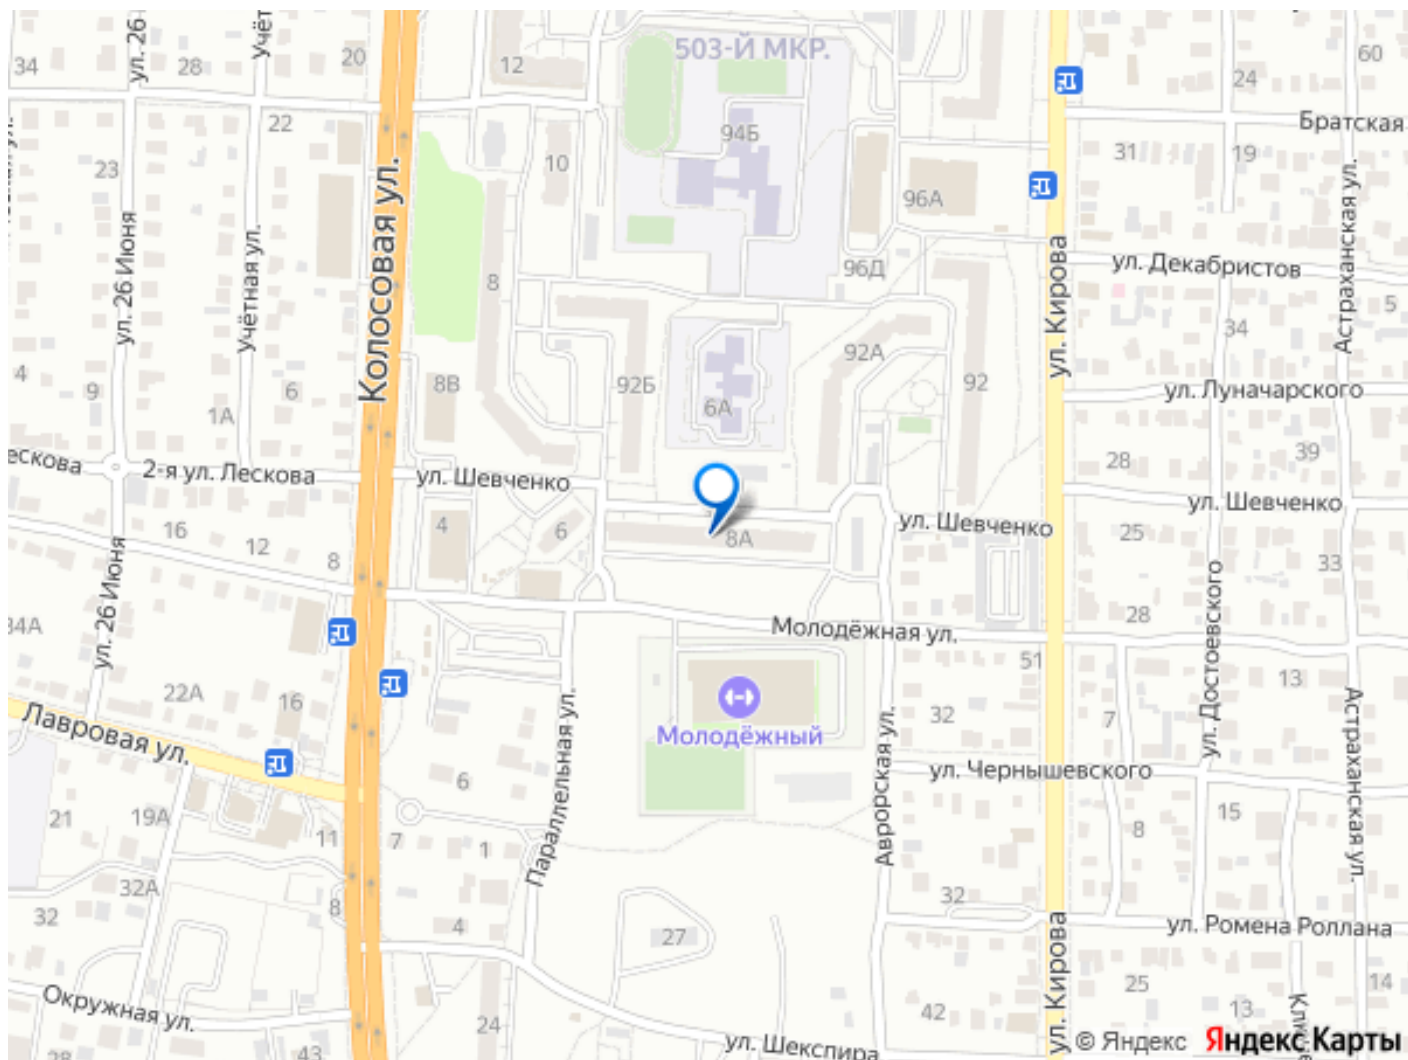 503-Й МКР.
ул. 26
Учёт
34
28
20
12
60
24
Братская
22
94Б
31
19
10
23
96А
Колосовая ул.
ул. 26 Июня
Учётная ул.
Астраханская ул.
ул. Декабристов
96Д
8
ул. Кирова
5
34
92А
4
9
6
8В
92Б
92
ул. Луначарского
1А
6А
ескова
2-я ул. Лескова
ул. Шевченко
28
39
ул. Шевченко
16
4
6
8А
ул. Шевченко
25
12
8
33
ул. 26 Июня
28
34А
Молодёжная ул.
ул. Достоевского
51
13
22А
16
Лавровая ул.
Молодёжный
32
7
Астраханская ул.
Параллельная ул.
Аврорская ул.
ул. Чернышевского
6
21
19А
11
7
1
15
8
32А
32
8
4
27
32
ул. Ромена Роллана
ул. Кирова
Окружная ул.
24
42
25
13
14
28
43
ул. Шекспира
© Яндекс
Яндекс Карты